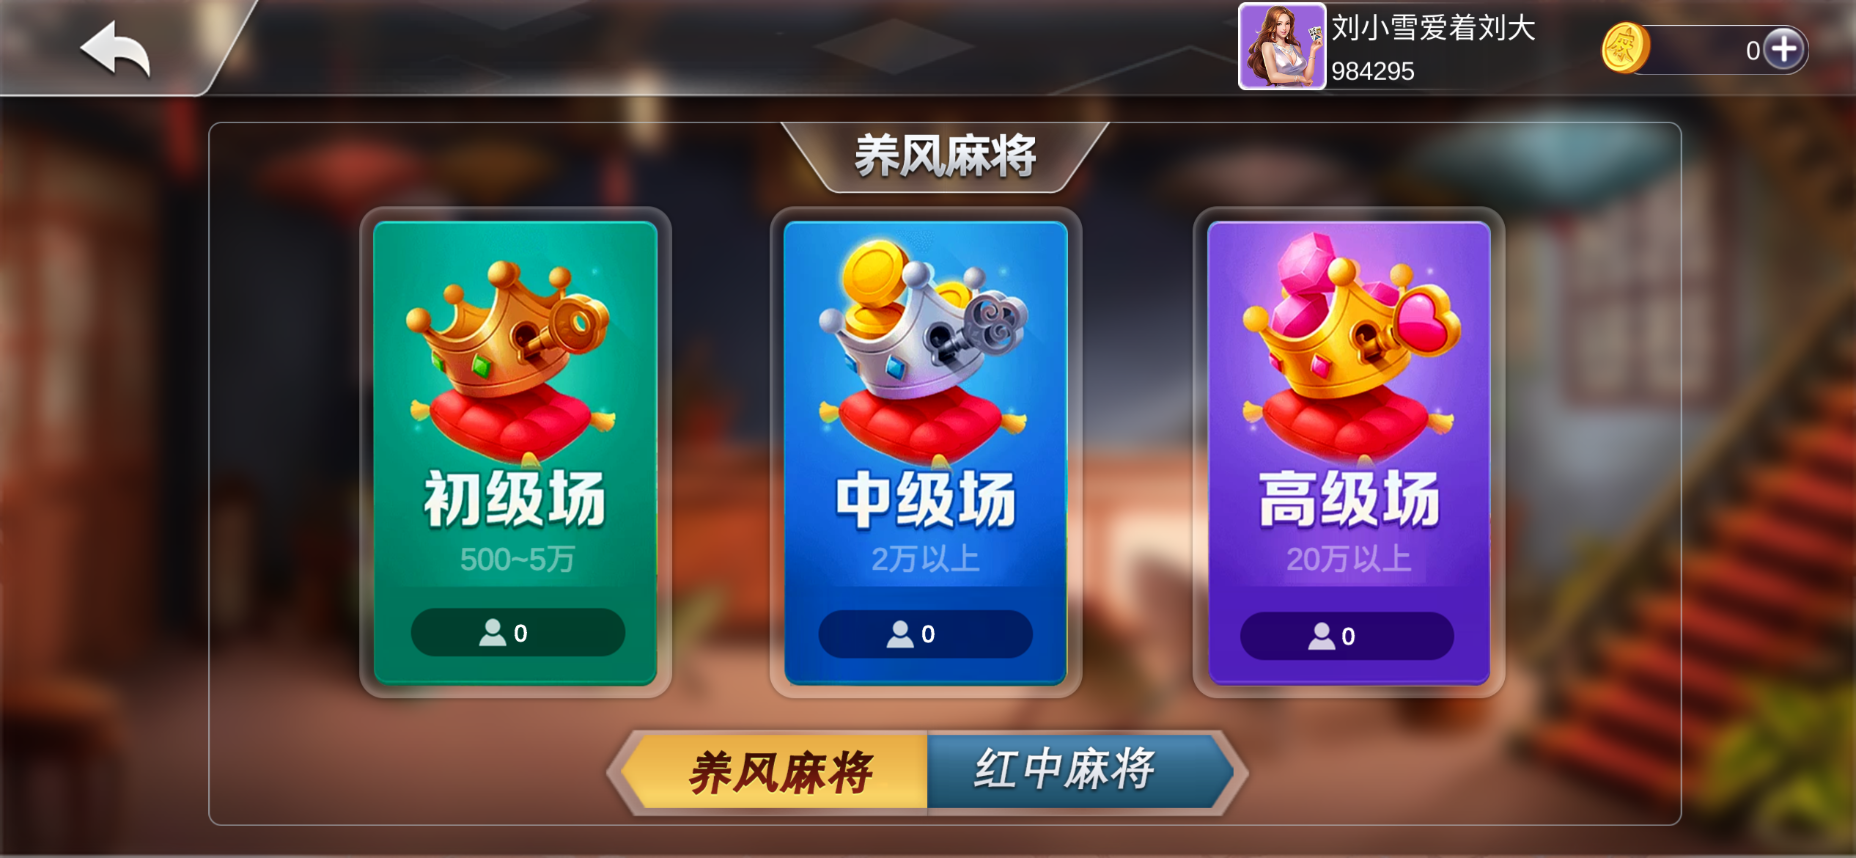 刘小雪爱着刘大
984295
0
养风麻将
初级场
500~5万
0
中级场
2万以上
0
高级场
20万以上
0
养风麻将
红中麻将